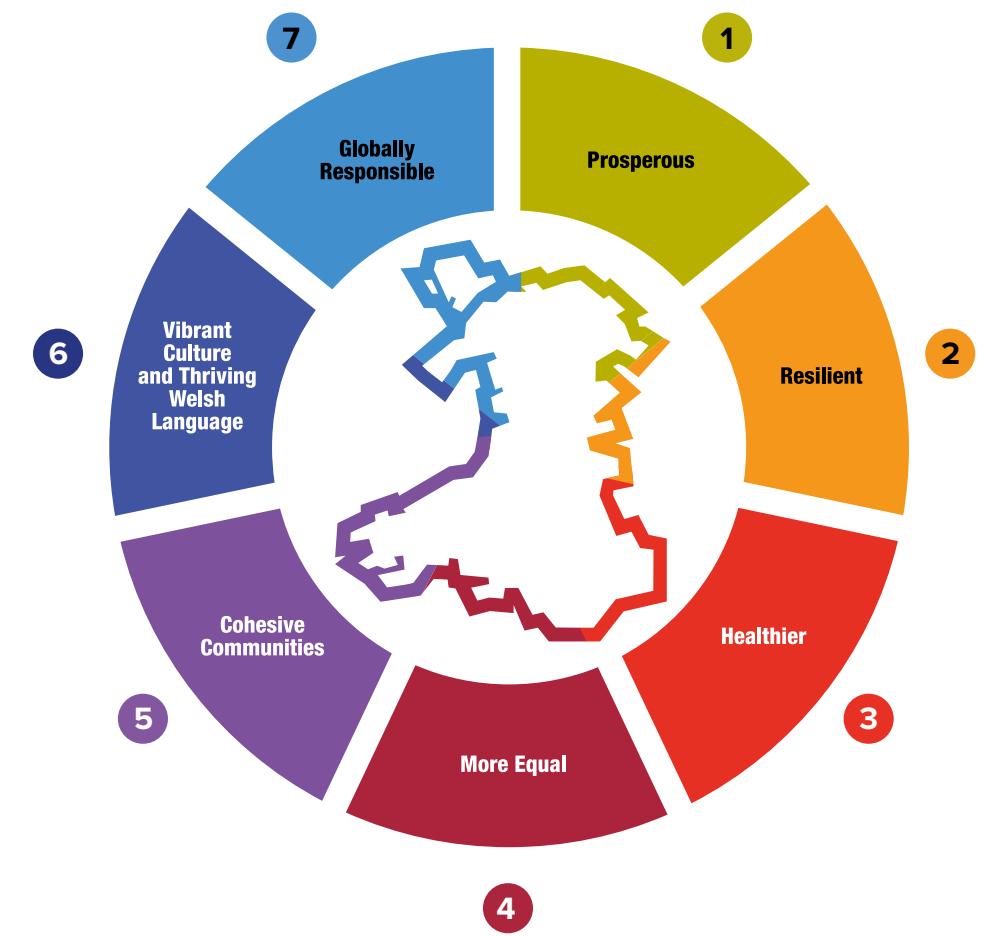 1
Prosperous
2
Resilient
3
Healthier
4
More Equal
5
Cohesive
Communities
6
Vibrant
Culture
and Thriving
Welsh
Language
7
Globally
Responsible